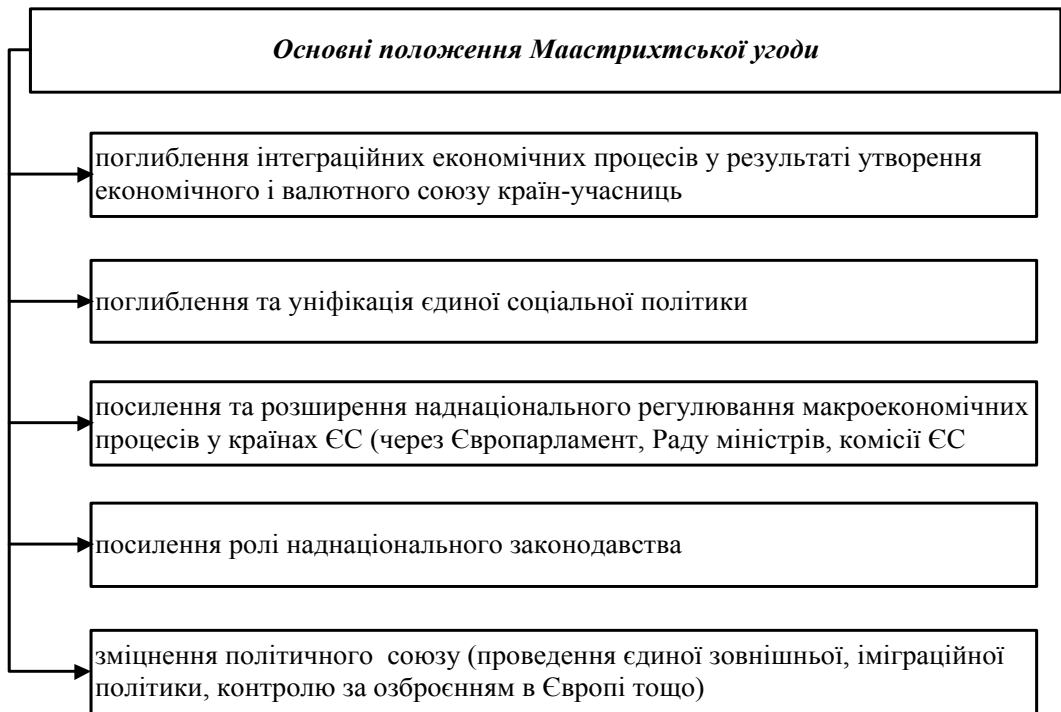 Основні положення Маастрихтської угоди
поглиблення інтеграційних економічних процесів у результаті утворення
економічного і валютного союзу країн-учасниць
поглиблення та уніфікація єдиної соціальної політики
посилення та розширення наднаціонального регулювання макроекономічних
процесів у країнах ЄС (через Європарламент, Раду міністрів, комісії ЄС
посилення ролі наднаціонального законодавства
зміцнення політичного союзу (проведення єдиної зовнішньої, іміграційної
політики, контролю за озброєнням в Європі тощо)